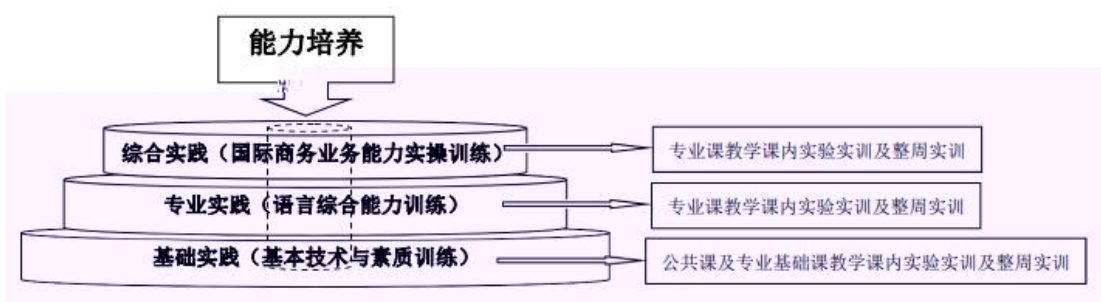 能力培养
综合实践（国际商务业务能力实操训练）
专业课教学课内实验实训及整周实训
专业实践（语言综合能力训练）
专业课教学课内实验实训及整周实训
基础实践（基本技术与素质训练）
公共课及专业基础课教学课内实验实训及整周实训